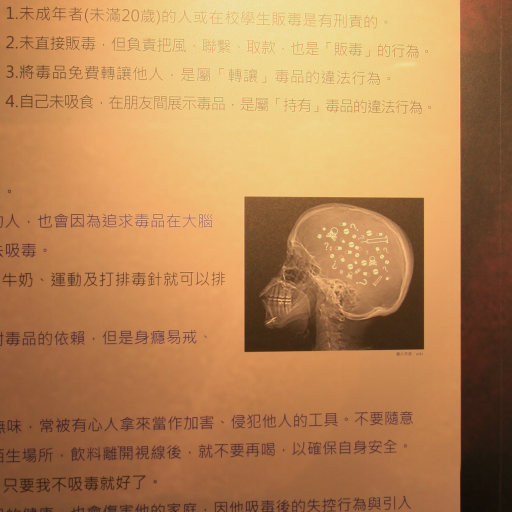 1.未成年者(未滿20歲)的人或在校學生販毒是有刑責的。
2.未直接販毒，但負責把風、聯繫、取款，也是「販毒」的行為。
3.將毒品免費轉讓他人，是屬「轉讓」毒品的違法行為。
4.自己未吸食，在朋友間展示毒品，是屬「持有」毒品的違法行為。
。
的人，也會因為追求毒品在大腦
去吸毒。
牛奶、運動及打排毒針就可以排
對毒品的依賴，但是身癮易戒、
無味，常被有心人拿來當作加害、侵犯他人的工具。不要隨意
陌生場所，飲料離開視線後，就不要再喝，以確保自身安全。
只要我不吸毒就好了。
的健康，也會傷害他的家庭，因他吸毒後的失控行為與引入